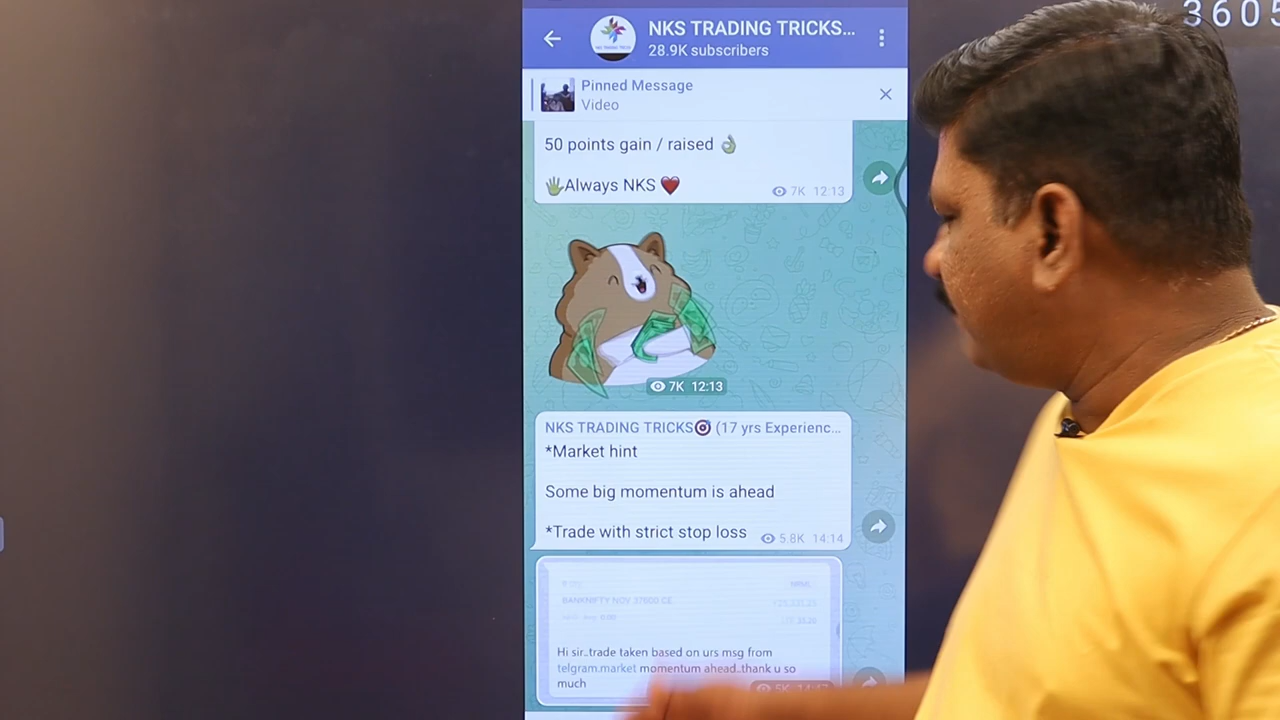 3605
NKS TRADING TRICKS...
28.9K subscribers
Pinned Message
Video
50 points gain / raised 👌
🖐Always NKS ❤️
7K 12:13
7K 12:13
NKS TRADING TRICKS🎯 (17 yrs Experienc...
*Market hint
Some big momentum is ahead
*Trade with strict stop loss
5.8K 14:14
NRML
BANKNIFTY NOV 37600 CE
Hi sir..trade taken based on urs msg from
telgram.market momentum ahead..thank u so
much
5K